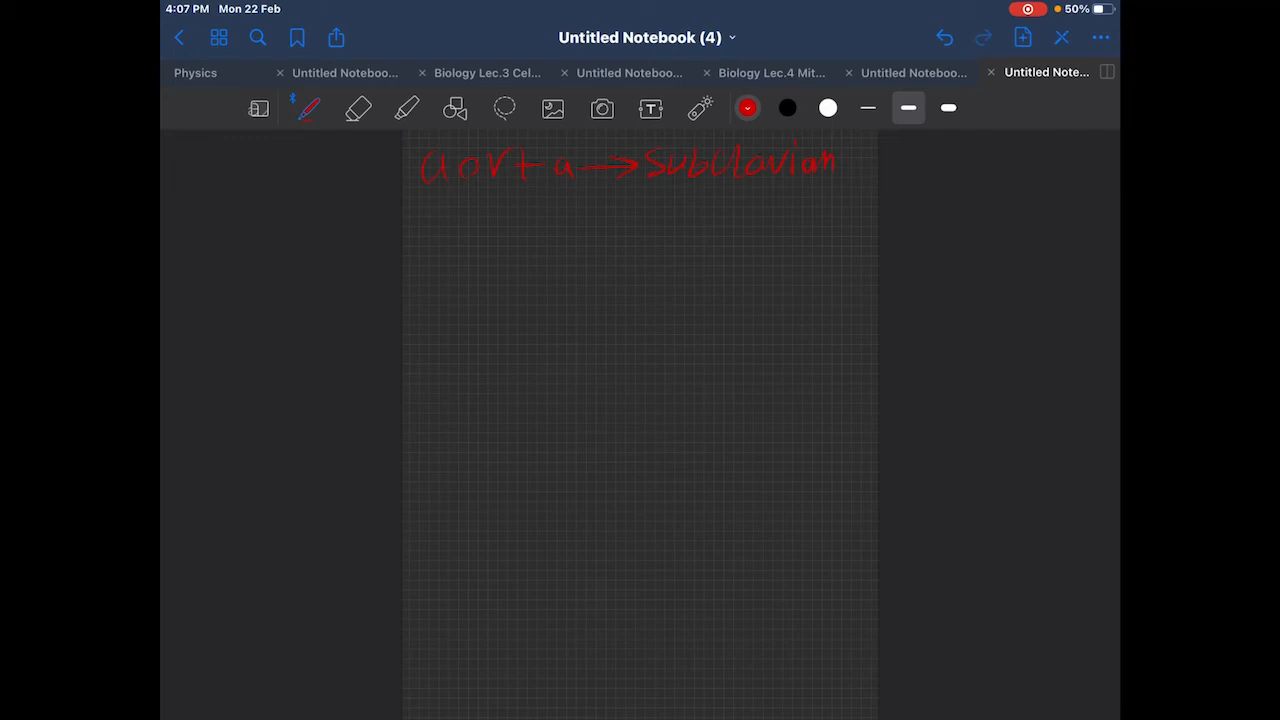 4:07 PM Mon 22 Feb 50%
Untitled Notebook (4)
Physics × Untitled Noteboo... × Biology Lec.3 Cel... × Untitled Noteboo... × Biology Lec.4 Mit... × Untitled Noteboo... × Untitled Note...
T
aorta → Subclavian